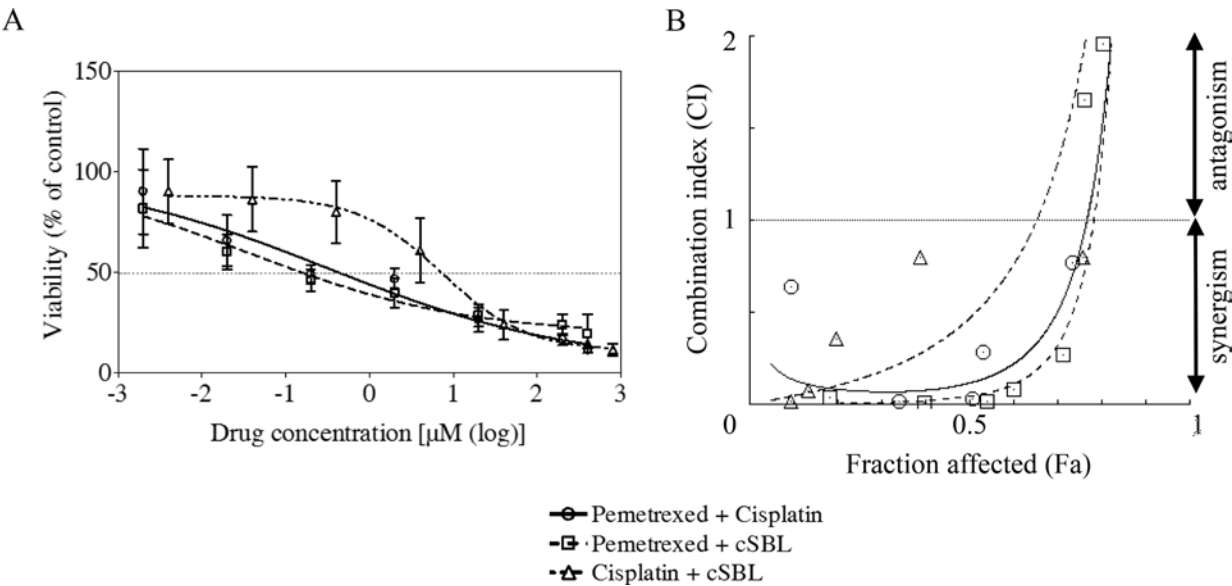 A
150
100
50
0
Viability (% of control)
-3
-2
-1
0
1
2
3
Drug concentration [μM (log)]
B
2
1
0
0.5
1
Combination index (CI)
Fraction affected (Fa)
antagonism
synergism
Pemetrexed + Cisplatin
Pemetrexed + cSBL
Cisplatin + cSBL